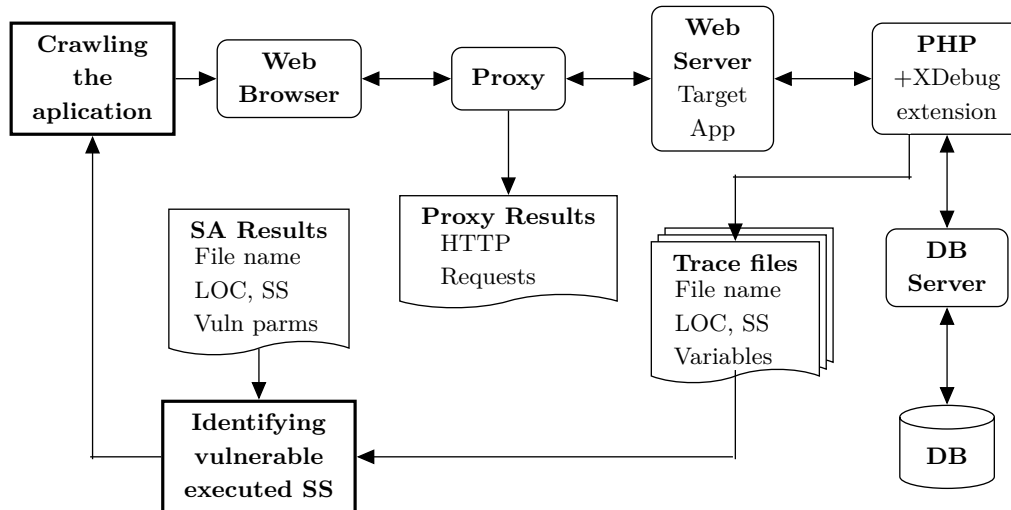 Crawling
the
aplication
Web
Browser
Proxy
Web
Server
Target
App
PHP
+XDebug
extension
SA Results
File name
LOC, SS
Vuln parms
Proxy Results
HTTP
Requests
Trace files
File name
LOC, SS
Variables
DB
Server
Identifying
vulnerable
executed SS
DB